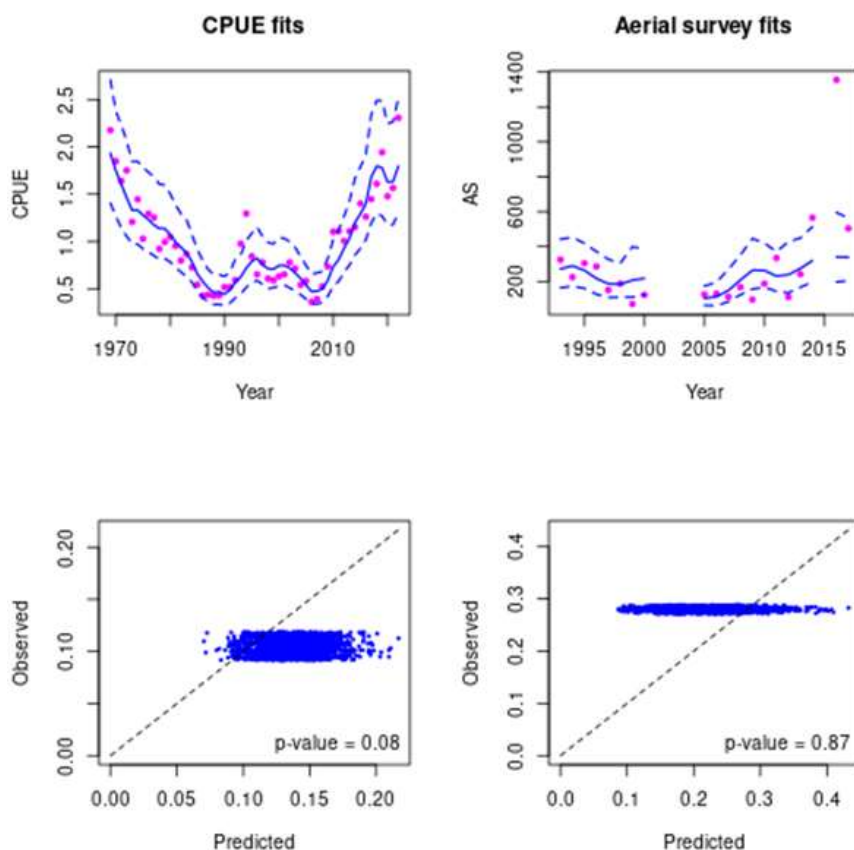 CPUE fits
2.5
2.0
1.5
1.0
0.5
CPUE
1970
1990
2010
Year
Aerial survey fits
1400
1000
600
200
AS
1995
2000
2005
2010
2015
Year
0.20
0.10
0.00
Observed
p-value = 0.08
0.00
0.05
0.10
0.15
0.20
Predicted
0.4
0.3
0.2
0.1
0.0
Observed
p-value = 0.87
0.0
0.1
0.2
0.3
0.4
Predicted